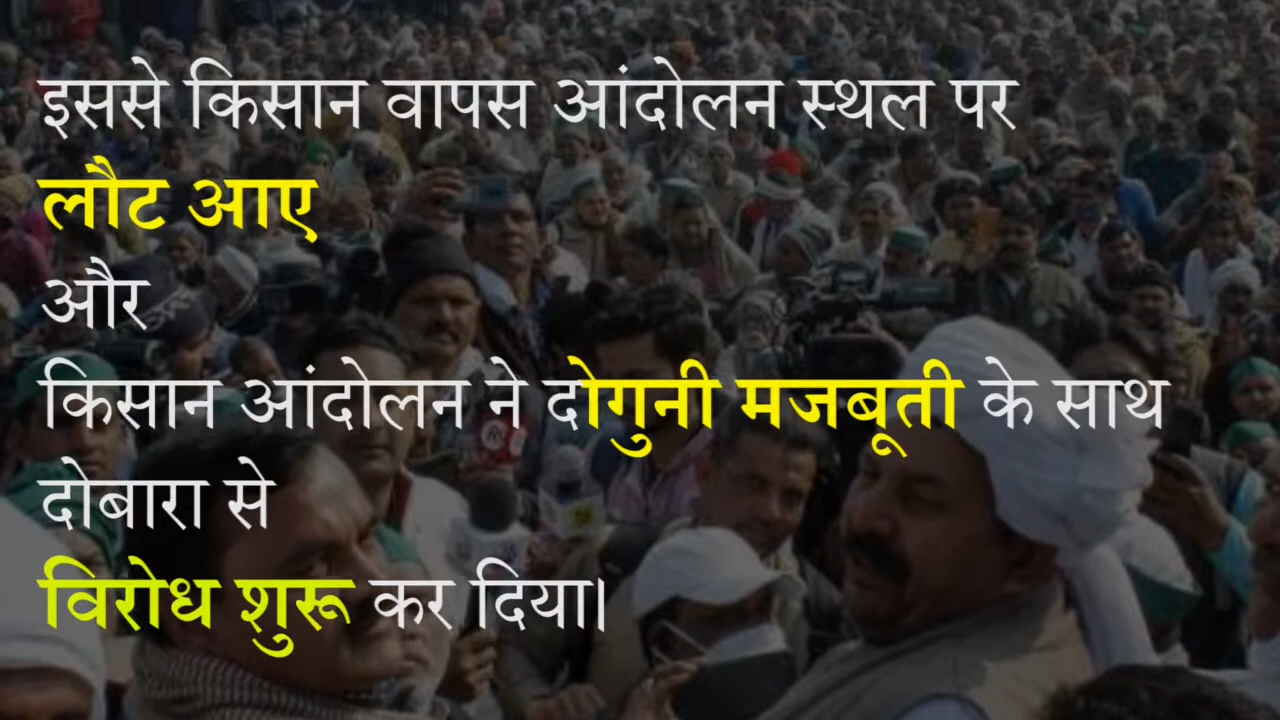 इससे किसान वापस आंदोलन स्थल पर
लौट आए
और
किसान आंदोलन ने दोगुनी मजबूती के साथ
दोबारा से
विरोध शुरू कर दिया।